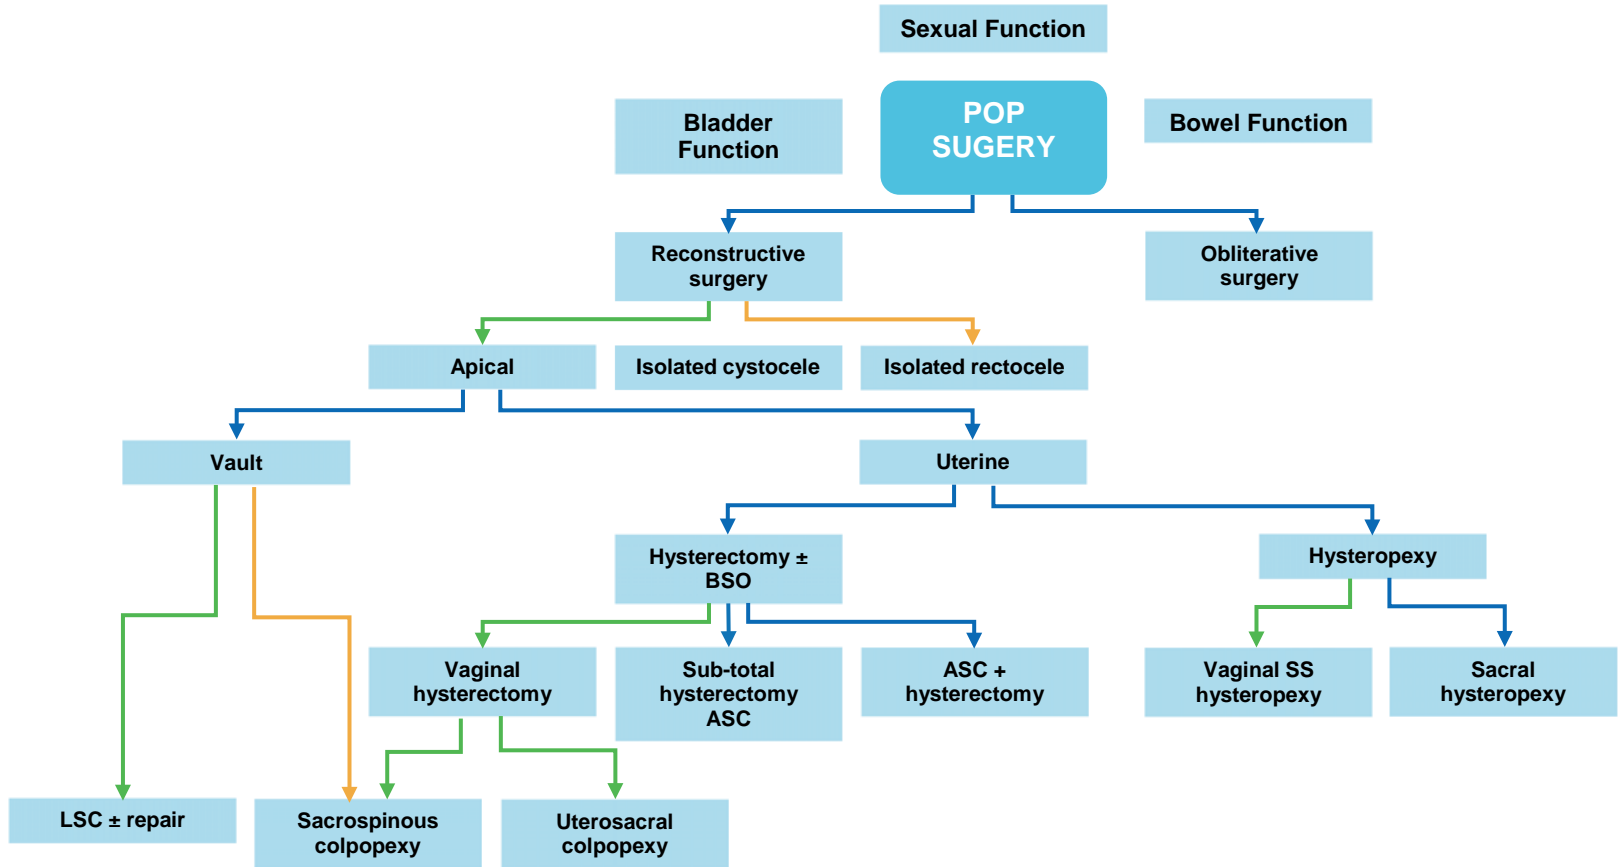 Sexual Function
Bladder
Function
POP
SUGERY
Bowel Function
Reconstructive
surgery
Obliterative
surgery
Apical
Isolated cystocele
Isolated rectocele
Vault
Uterine
Hysterectomy ±
BSO
Hysteropexy
Vaginal
hysterectomy
Sub-total
hysterectomy
ASC
ASC +
hysterectomy
Vaginal SS
hysteropexy
Sacral
hysteropexy
LSC ± repair
Sacrospinous
colpopexy
Uterosacral
colpopexy